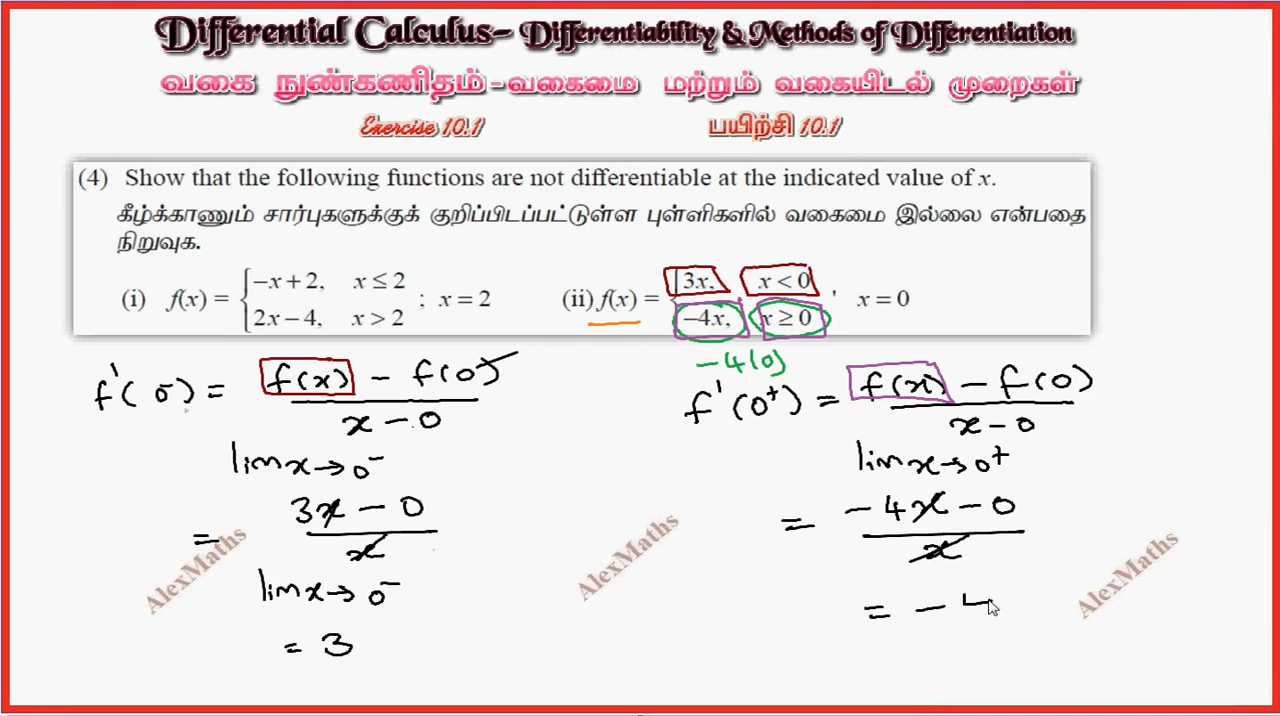 Differential Calculus– Differentiability & Methods of Differentiation
வகை நுண்கணிதம் - வகைமை மற்றும் வகையிடல் முறைகள்
Exercise 10.1 பயிற்சி 10.1
(4) Show that the following functions are not differentiable at the indicated value of x.
கீழ்க்காணும் சார்புகளுக்குக் குறிப்பிடப்பட்டுள்ள புள்ளிகளில் வகைமை இல்லை என்பதை
நிறுவுக.
(i) f(x) = { −x + 2, x ≤ 2
2x − 4, x > 2 ; x = 2
(ii) f(x) = { 3x, x < 0
−4x, x ≥ 0 , x = 0
−4(0)
f'(0⁻) = f(x) − f(0)
x − 0
lim x→0⁻
= 3x − 0
x
lim x→0⁻
= 3
f'(0⁺) = f(x) − f(0)
x − 0
lim x→0⁺
= −4x − 0
x
= −4
AlexMaths
AlexMaths
AlexMaths